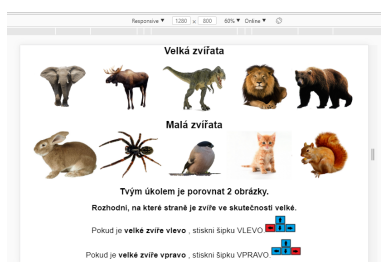 Responsive ▼ 1280 x 800 60% ▼ Online ▼
Velká zvířata
Malá zvířata
Tvým úkolem je porovnat 2 obrázky.
Rozhodni, na které straně je zvíře ve skutečnosti velké.
Pokud je velké zvíře vlevo , stiskni šipku VLEVO.
Pokud je velké zvíře vpravo , stiskni šipku VPRAVO.